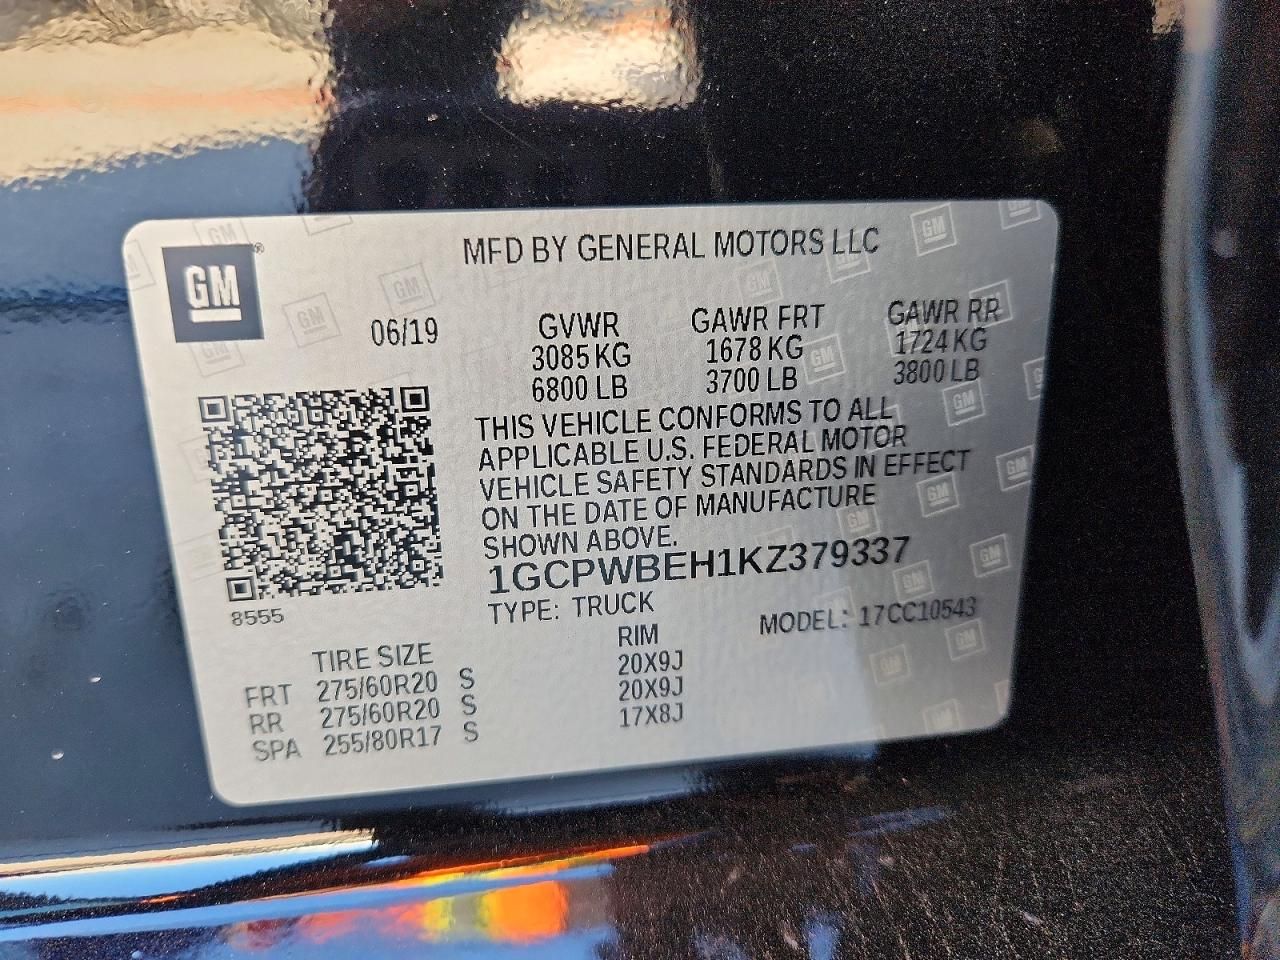 GM®
MFD BY GENERAL MOTORS LLC
06/19
GVWR GAWR FRT GAWR RR
3085 KG 1678 KG 1724 KG
6800 LB 3700 LB 3800 LB
THIS VEHICLE CONFORMS TO ALL
APPLICABLE U.S. FEDERAL MOTOR
VEHICLE SAFETY STANDARDS IN EFFECT
ON THE DATE OF MANUFACTURE
SHOWN ABOVE.
1GCPWBEH1KZ379337
8555
TYPE: TRUCK MODEL: 17CC10543
TIRE SIZE RIM
FRT 275/60R20 S 20X9J
RR 275/60R20 S 20X9J
SPA 255/80R17 S 17X8J